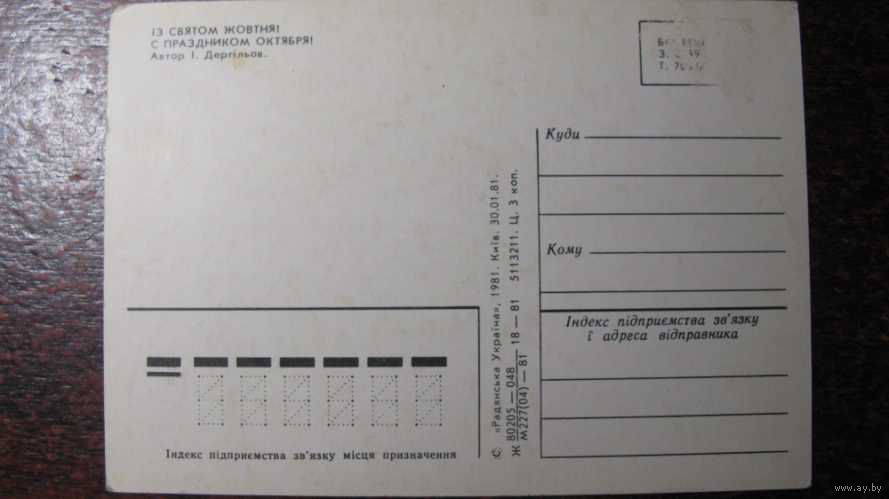 ІЗ СВЯТОМ ЖОВТНЯ!
С ПРАЗДНИКОМ ОКТЯБРЯ!
Автор І. Дергільов.
Куди
Кому
Індекс підприємства зв'язку
і адреса відправника
Індекс підприємства зв'язку місця призначення
© «Радянська Україна», 1981. Київ. 30.01.81.
Ж 80205 — 048
М227(04) — 81
18 — 81 5113211. Ц. 3 коп.
www.ay.by